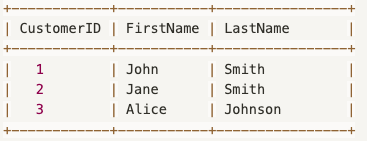 +------------+-----------+----------------+
| CustomerID | FirstName | LastName       |
+------------+-----------+----------------+
|   1        | John      | Smith          |
|   2        | Jane      | Smith          |
|   3        | Alice     | Johnson        |
+------------+-----------+----------------+